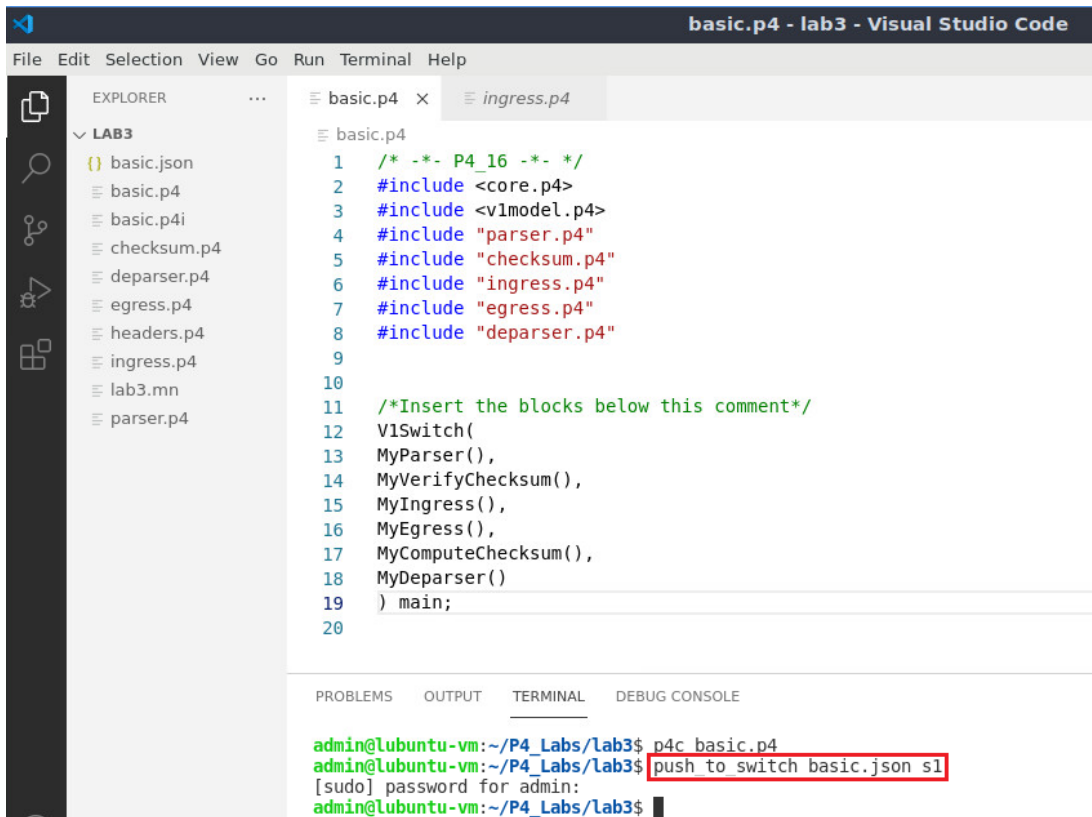 basic.p4 - lab3 - Visual Studio Code
File Edit Selection View Go Run Terminal Help
EXPLORER ...
LAB3
{} basic.json
basic.p4
basic.p4i
checksum.p4
deparser.p4
egress.p4
headers.p4
ingress.p4
lab3.mn
parser.p4
basic.p4 × ingress.p4
basic.p4
1 /* -*- P4_16 -*- */
2 #include <core.p4>
3 #include <v1model.p4>
4 #include "parser.p4"
5 #include "checksum.p4"
6 #include "ingress.p4"
7 #include "egress.p4"
8 #include "deparser.p4"
9
10
11 /*Insert the blocks below this comment*/
12 V1Switch(
13 MyParser(),
14 MyVerifyChecksum(),
15 MyIngress(),
16 MyEgress(),
17 MyComputeChecksum(),
18 MyDeparser()
19 ) main;
20
PROBLEMS OUTPUT TERMINAL DEBUG CONSOLE
admin@lubuntu-vm:~/P4_Labs/lab3$ p4c basic.p4
admin@lubuntu-vm:~/P4_Labs/lab3$ push_to_switch basic.json s1
[sudo] password for admin:
admin@lubuntu-vm:~/P4_Labs/lab3$